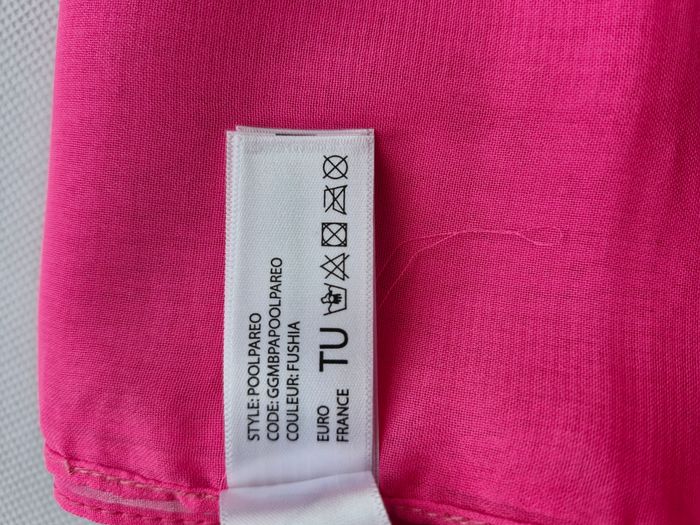 STYLE: POOLPAREO
CODE: GGMBPAPOOLPAREO
COULEUR: FUSHIA
EURO
FRANCE
TU